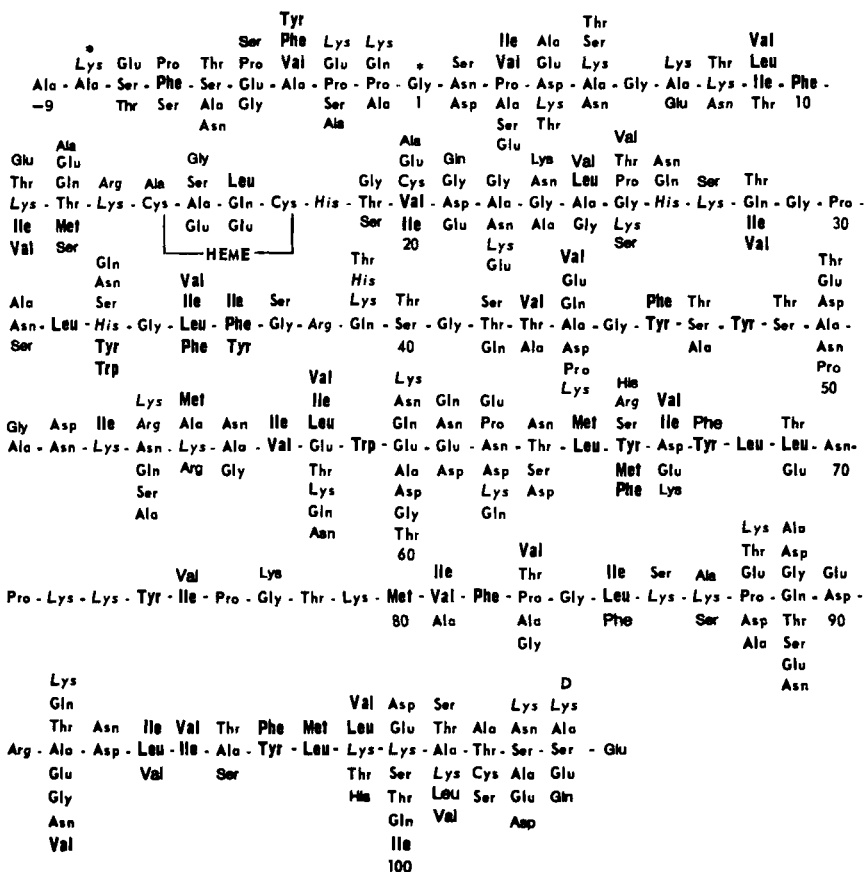 Tyr Thr
Ser Phe Lys Lys Ile Ala Ser Val
* Lys Glu Pro Thr Pro Val Glu Gln * Ser Val Glu Lys Lys Thr Leu
Ala - Ala - Ser - Phe - Ser - Glu - Ala - Pro - Pro - Gly - Asn - Pro - Asp - Ala - Gly - Ala - Lys - Ile - Phe -
-9 Thr Ser Ala Gly Ser Ala 1 Asp Ala Lys Asn Glu Asn Thr 10
Asn Ala Ser Thr
Glu
Ala Ala Val
Glu Glu Gly Glu Gln Lys Val Thr Asn
Thr Gln Arg Ala Ser Leu Gly Cys Gly Gly Asn Leu Pro Gln Ser Thr
Lys - Thr - Lys - Cys - Ala - Gln - Cys - His - Thr - Val - Asp - Ala - Gly - Ala - Gly - His - Lys - Gln - Gly - Pro -
Ile Met Glu Glu Ser Ile Glu Asn Ala Gly Lys Ile 30
Val Ser HEME 20 Lys Ser Val
Glu
Gln Thr Val Thr
Asn Val His Glu Glu
Ala Ser Ile Ile Ser Lys Thr Ser Val Gln Phe Thr Thr Asp
Asn - Leu - His - Gly - Leu - Phe - Gly - Arg - Gln - Ser - Gly - Thr - Thr - Ala - Gly - Tyr - Ser - Tyr - Ser - Ala -
Ser Tyr Phe Tyr 40 Gln Ala Asp Ala Asn
Trp Pro Pro
Lys 50
Val Lys His
Lys Met Ile Asn Gln Glu Arg Val
Gly Asp Ile Arg Ala Asn Ile Leu Gln Asn Pro Asn Met Ser Ile Phe Thr
Ala - Asn - Lys - Asn - Lys - Ala - Val - Glu - Trp - Glu - Glu - Asn - Thr - Leu - Tyr - Asp - Tyr - Leu - Leu - Asn-
Gln Arg Gly Thr Ala Asp Asp Ser Met Glu Glu 70
Ser Lys Asp Lys Asp Phe Lys
Ala Gln Gly Gln
Asn Thr
60
Lys Ala
Val Thr Asp
Val Lys Ile Thr Ile Ser Ala Glu Gly Glu
Pro - Lys - Lys - Tyr - Ile - Pro - Gly - Thr - Lys - Met - Val - Phe - Pro - Gly - Leu - Lys - Lys - Pro - Gln - Asp -
80 Ala Ala Phe Ser Asp Thr 90
Gly Ala Ser
Glu
Asn
Lys
Gln Val Asp Ser Lys D Lys
Thr Asn Ile Val Thr Phe Met Leu Glu Thr Ala Asn Ala
Arg - Ala - Asp - Leu - Ile - Ala - Tyr - Leu - Lys - Lys - Ala - Thr - Ser - Ser - Glu
Glu Val Ser Thr Ser Lys Cys Ala Glu
Gly His Thr Leu Ser Glu Gln
Asn Gln Val Asp
Val Ile
100